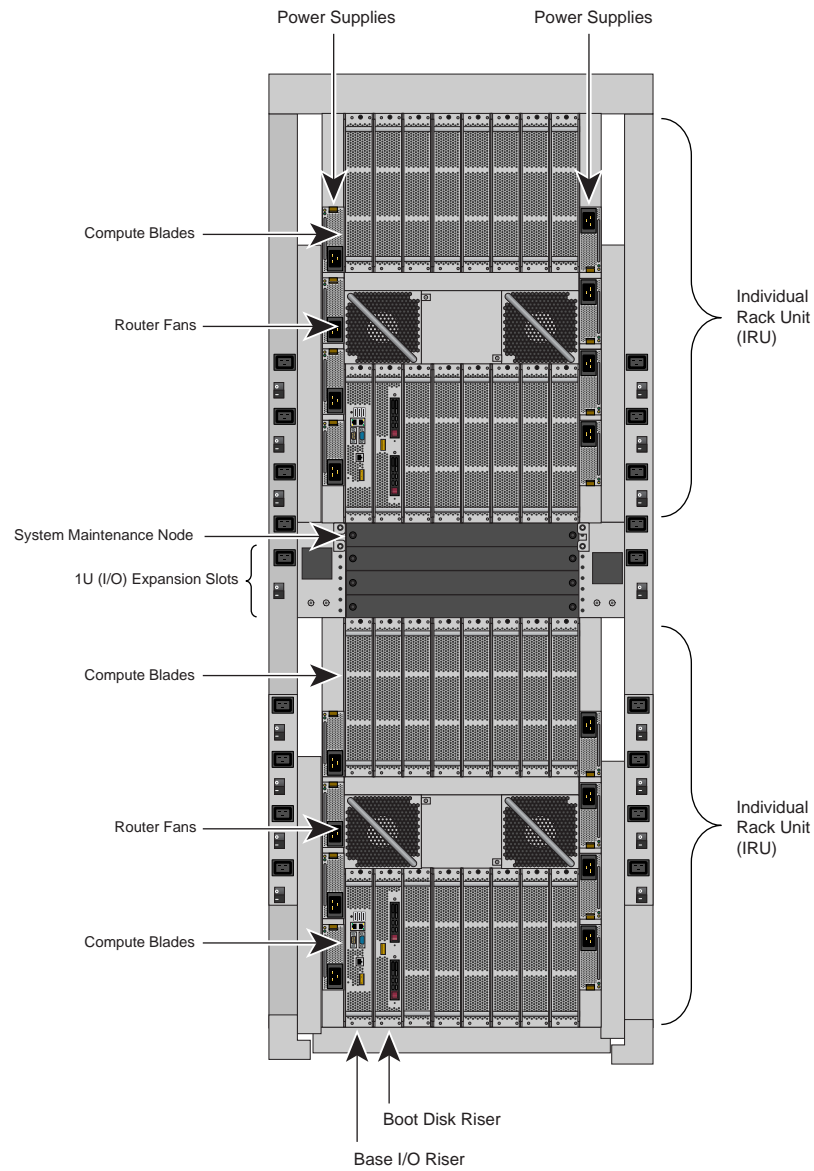 Power Supplies
Power Supplies
Compute Blades
Router Fans
Individual
Rack Unit
(IRU)
System Maintenance Node
1U (I/O) Expansion Slots
Compute Blades
Router Fans
Individual
Rack Unit
(IRU)
Compute Blades
Boot Disk Riser
Base I/O Riser